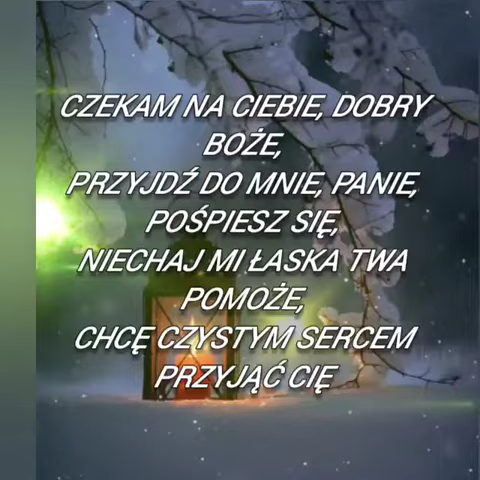 CZEKAM NA CIEBIE, DOBRY
BOŻE,
PRZYJDŹ DO MNIE, PANIE,
POŚPIESZ SIĘ,
NIECHAJ MI ŁASKA TWA
POMOŻE,
CHCĘ CZYSTYM SERCEM
PRZYJĄĆ CIĘ